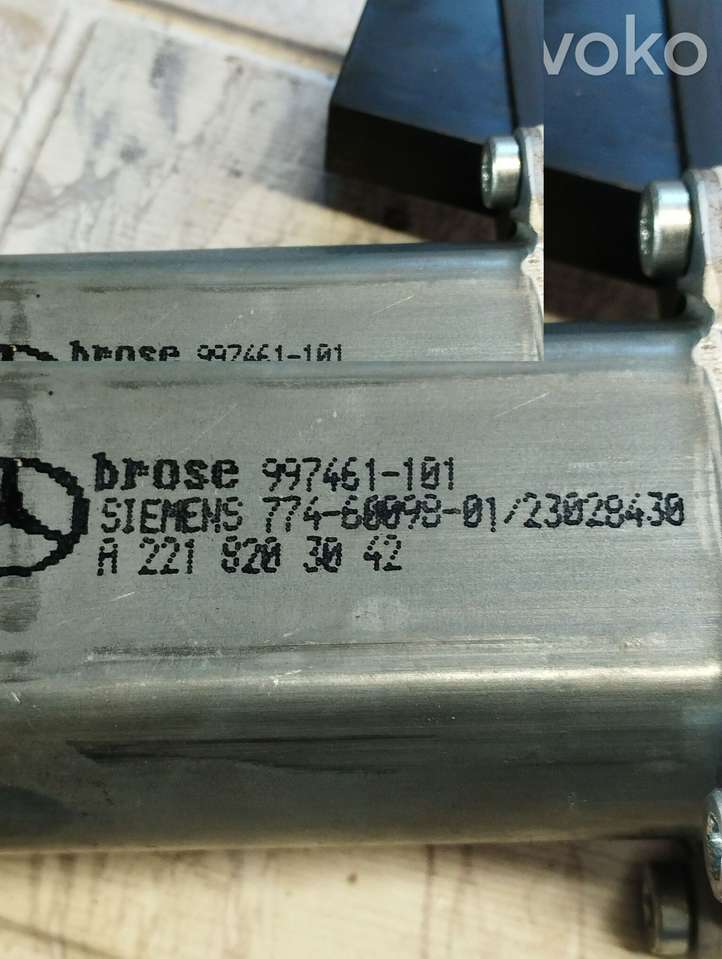 voko
brose 997461-101
brose 997461-101
SIEMENS 774-60098-01/23028430
A 221 820 30 42